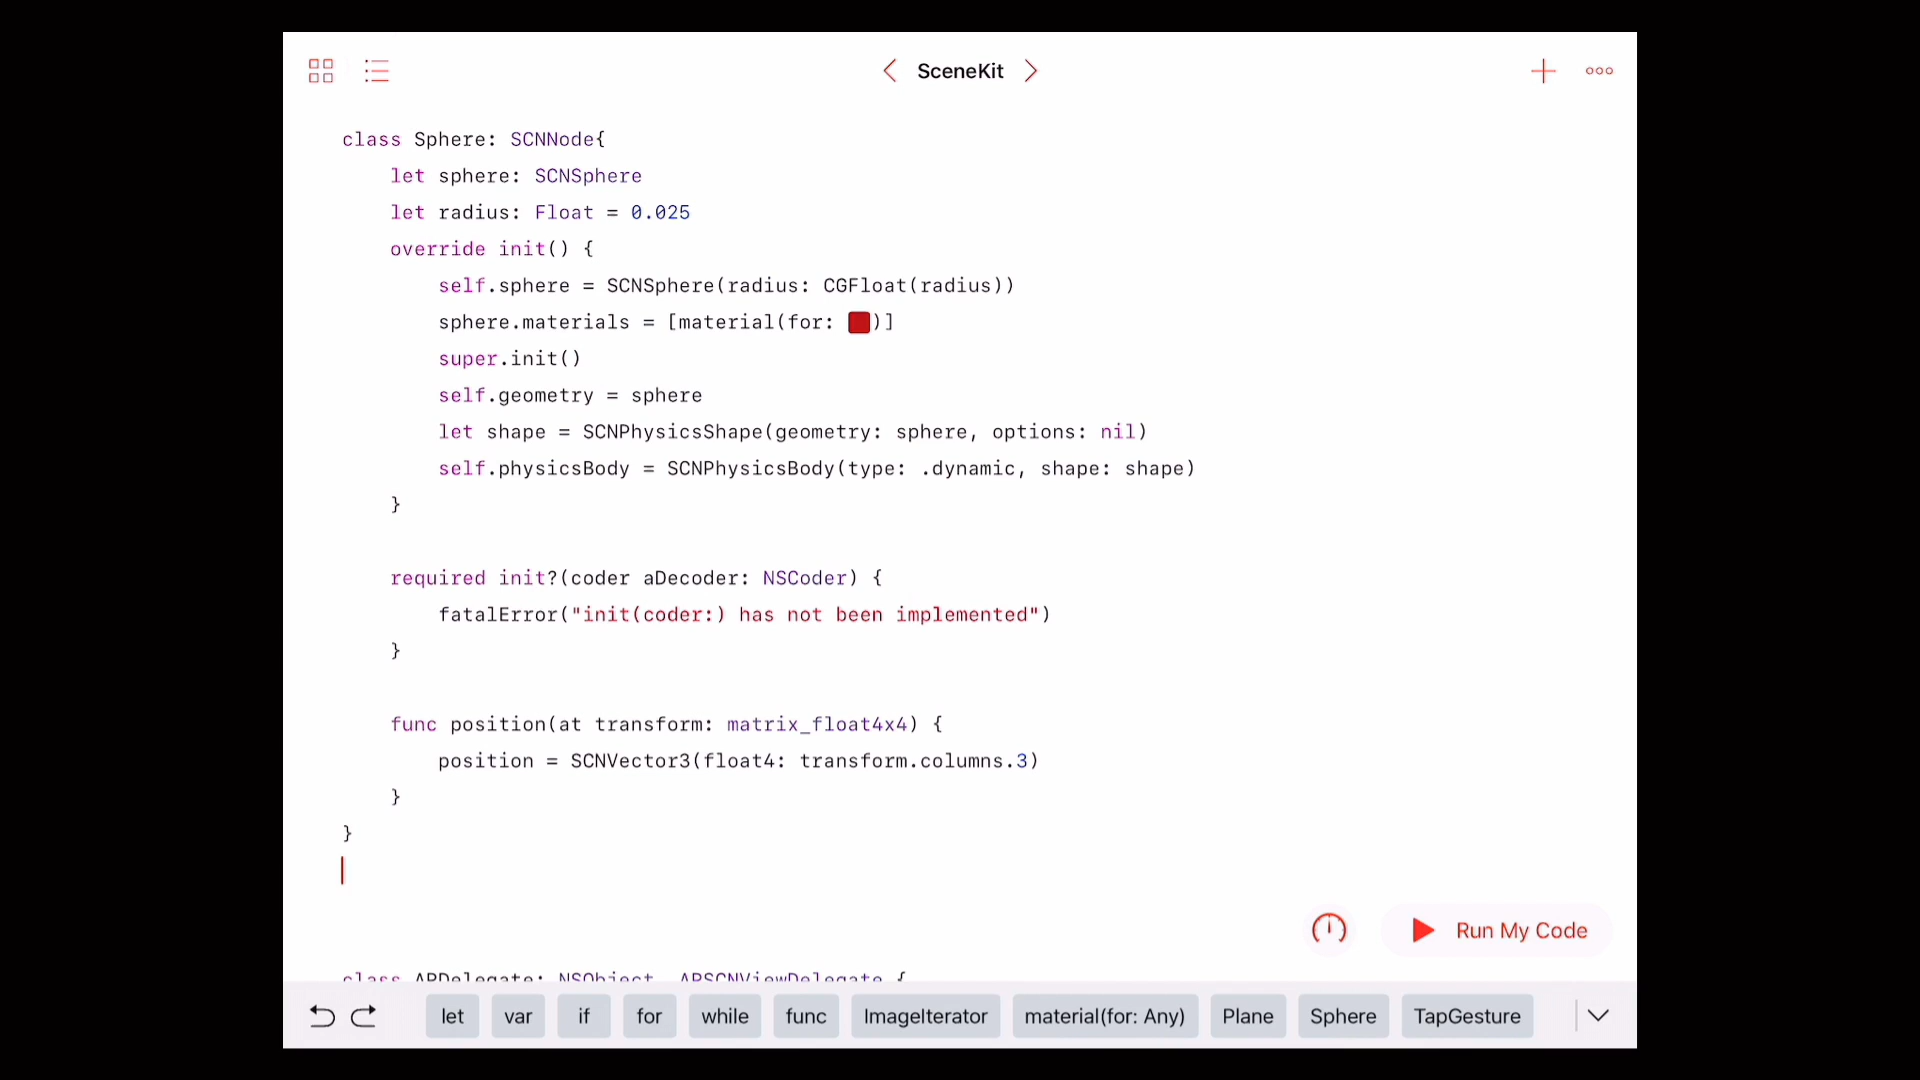 SceneKit
class Sphere: SCNNode{
let sphere: SCNSphere
let radius: Float = 0.025
override init() {
self.sphere = SCNSphere(radius: CGFloat(radius))
sphere.materials = [material(for: )]
super.init()
self.geometry = sphere
let shape = SCNPhysicsShape(geometry: sphere, options: nil)
self.physicsBody = SCNPhysicsBody(type: .dynamic, shape: shape)
}
required init?(coder aDecoder: NSCoder) {
fatalError("init(coder:) has not been implemented")
}
func position(at transform: matrix_float4x4) {
position = SCNVector3(float4: transform.columns.3)
}
}
Run My Code
class ARDelegate: NSObject, ARSCNViewDelegate {
let var if for while func ImageIterator material(for: Any) Plane Sphere TapGesture